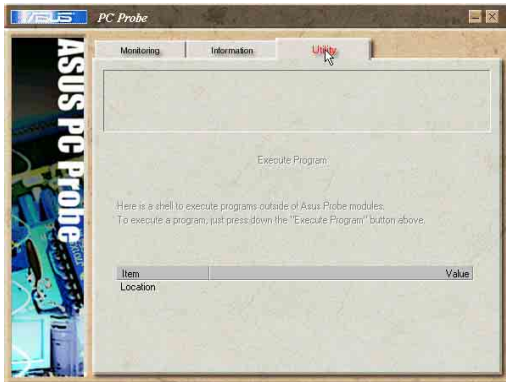 ASUS
PC Probe
Monitoring
Information
Utility
ASUS PC Probe
Execute Program
Here is a shell to execute programs outside of Asus Probe modules.
To execute a program, just press down the "Execute Program" button above.
Item Value
Location